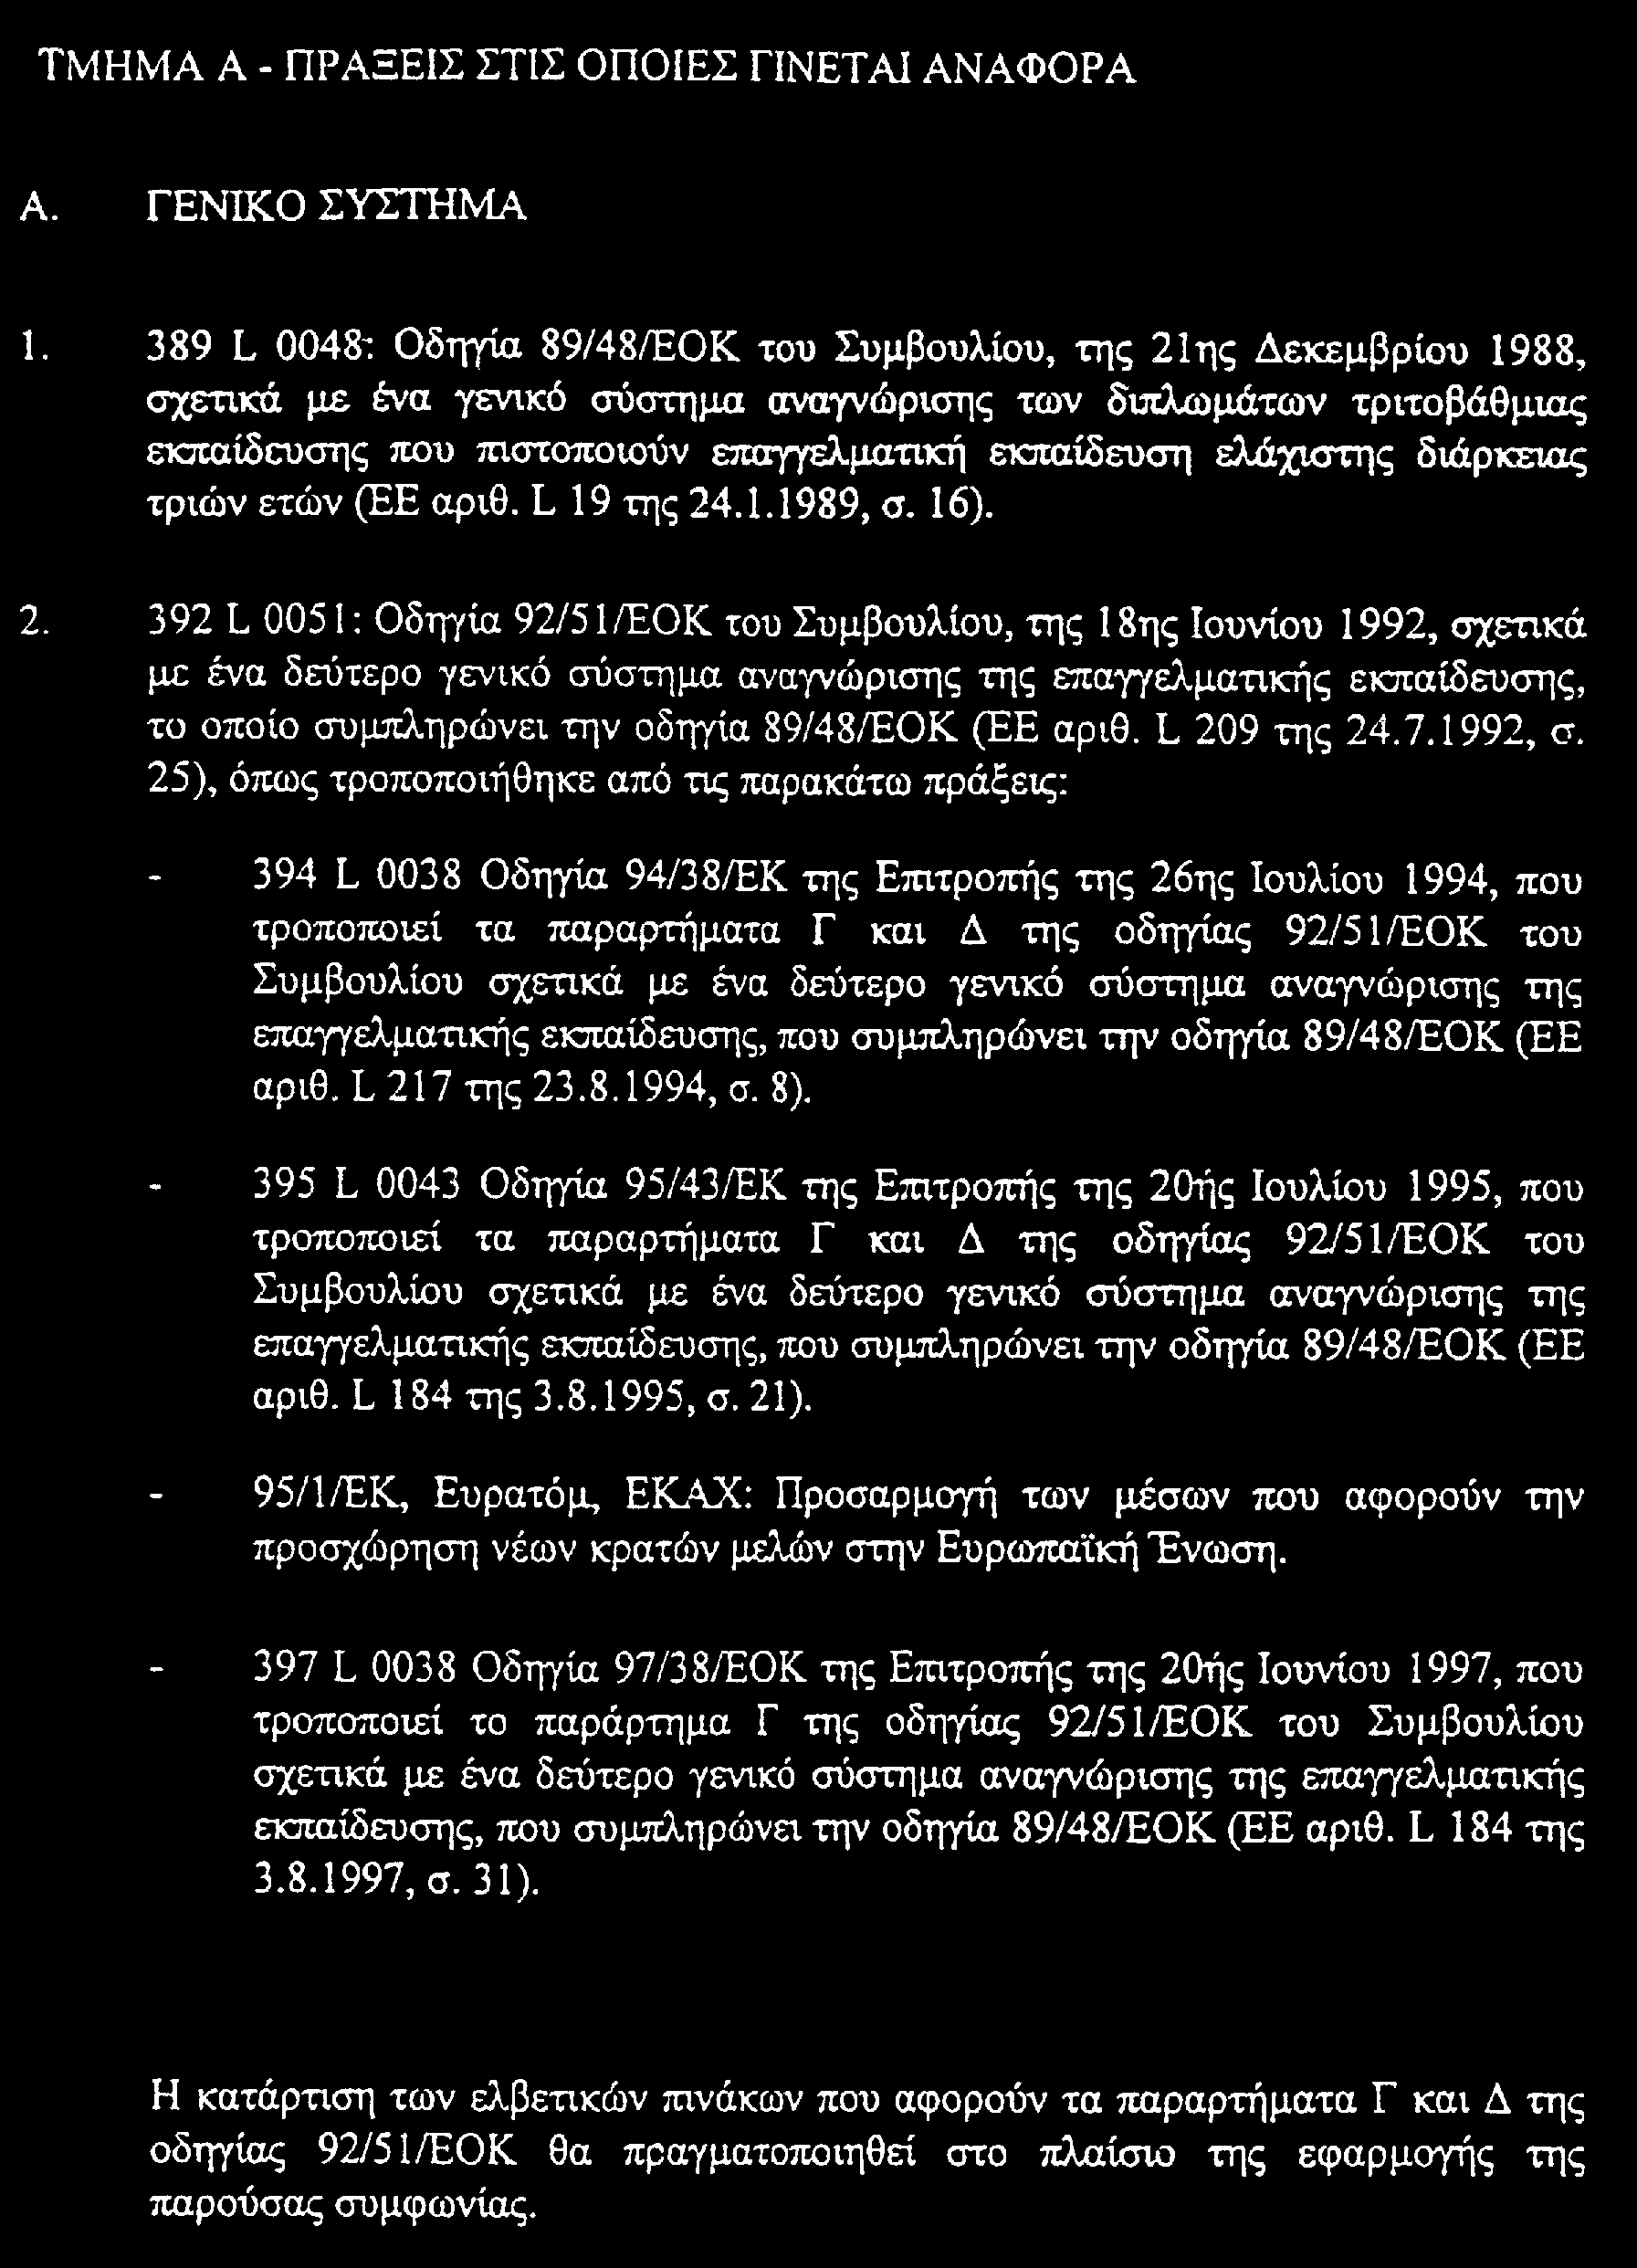 ΤΜΗΜΑ Α - ΠΡΑΞΕΙΣ ΣΤΙΣ ΟΠΟΙΕΣ ΓΙΝΕΤΑΙ ΑΝΑΦΟΡΑ
Α. ΓΕΝΙΚΟ ΣΥΣΤΗΜΑ
1. 389 L 0048: Οδηγία 89/48/ΕΟΚ του Συμβουλίου, της 21ης Δεκεμβρίου 1988,
σχετικά με ένα γενικό σύστημα αναγνώρισης των διπλωμάτων τριτοβάθμιας
εκπαίδευσης που πιστοποιούν επαγγελματική εκπαίδευση ελάχιστης διάρκειας
τριών ετών (ΕΕ αριθ. L 19 της 24.1.1989, σ. 16).
2. 392 L 0051: Οδηγία 92/51/ΕΟΚ του Συμβουλίου, της 18ης Ιουνίου 1992, σχετικά
με ένα δεύτερο γενικό σύστημα αναγνώρισης της επαγγελματικής εκπαίδευσης,
το οποίο συμπληρώνει την οδηγία 89/48/ΕΟΚ (ΕΕ αριθ. L 209 της 24.7.1992, σ.
25), όπως τροποποιήθηκε από τις παρακάτω πράξεις:
- 394 L 0038 Οδηγία 94/38/ΕΚ της Επιτροπής της 26ης Ιουλίου 1994, που
τροποποιεί τα παραρτήματα Γ και Δ της οδηγίας 92/51/ΕΟΚ του
Συμβουλίου σχετικά με ένα δεύτερο γενικό σύστημα αναγνώρισης της
επαγγελματικής εκπαίδευσης, που συμπληρώνει την οδηγία 89/48/ΕΟΚ (ΕΕ
αριθ. L 217 της 23.8.1994, σ. 8).
- 395 L 0043 Οδηγία 95/43/ΕΚ της Επιτροπής της 20ής Ιουλίου 1995, που
τροποποιεί τα παραρτήματα Γ και Δ της οδηγίας 92/51/ΕΟΚ του
Συμβουλίου σχετικά με ένα δεύτερο γενικό σύστημα αναγνώρισης της
επαγγελματικής εκπαίδευσης, που συμπληρώνει την οδηγία 89/48/ΕΟΚ (ΕΕ
αριθ. L 184 της 3.8.1995, σ. 21).
- 95/1/ΕΚ, Ευρατόμ, ΕΚΑΧ: Προσαρμογή των μέσων που αφορούν την
προσχώρηση νέων κρατών μελών στην Ευρωπαϊκή Ένωση.
- 397 L 0038 Οδηγία 97/38/ΕΟΚ της Επιτροπής της 20ής Ιουνίου 1997, που
τροποποιεί το παράρτημα Γ της οδηγίας 92/51/ΕΟΚ του Συμβουλίου
σχετικά με ένα δεύτερο γενικό σύστημα αναγνώρισης της επαγγελματικής
εκπαίδευσης, που συμπληρώνει την οδηγία 89/48/ΕΟΚ (ΕΕ αριθ. L 184 της
3.8.1997, σ. 31).
Η κατάρτιση των ελβετικών πινάκων που αφορούν τα παραρτήματα Γ και Δ της
οδηγίας 92/51/ΕΟΚ θα πραγματοποιηθεί στο πλαίσιο της εφαρμογής της
παρούσας συμφωνίας.